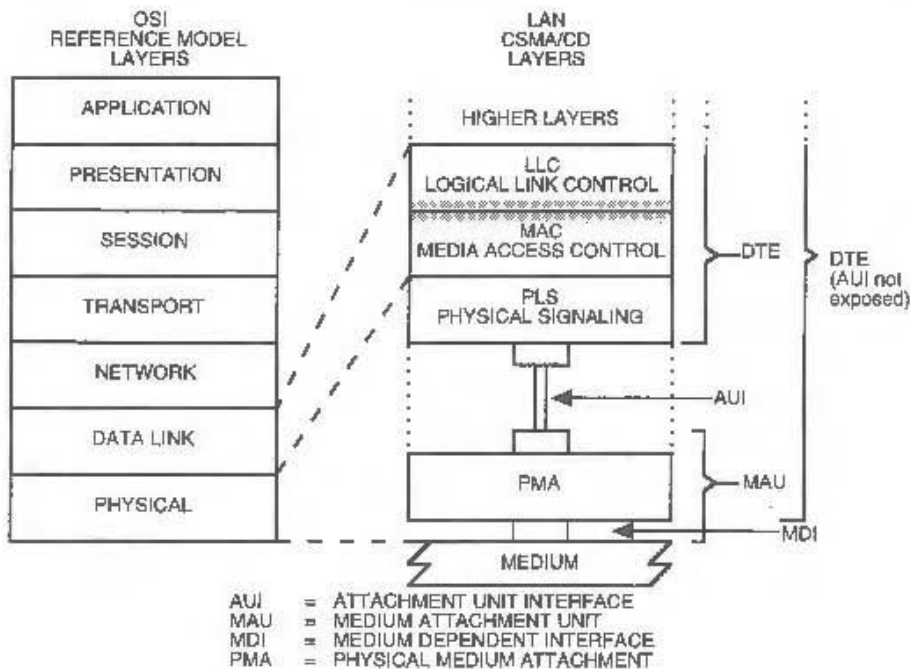 OSI
REFERENCE MODEL
LAYERS
APPLICATION
PRESENTATION
SESSION
TRANSPORT
NETWORK
DATA LINK
PHYSICAL
LAN
CSMA/CD
LAYERS
HIGHER LAYERS
LLC
LOGICAL LINK CONTROL
MAC
MEDIA ACCESS CONTROL
PLS
PHYSICAL SIGNALING
DTE
DTE
(AUI not
exposed)
AUI
PMA
MAU
MDI
MEDIUM
AUI = ATTACHMENT UNIT INTERFACE
MAU = MEDIUM ATTACHMENT UNIT
MDI = MEDIUM DEPENDENT INTERFACE
PMA = PHYSICAL MEDIUM ATTACHMENT